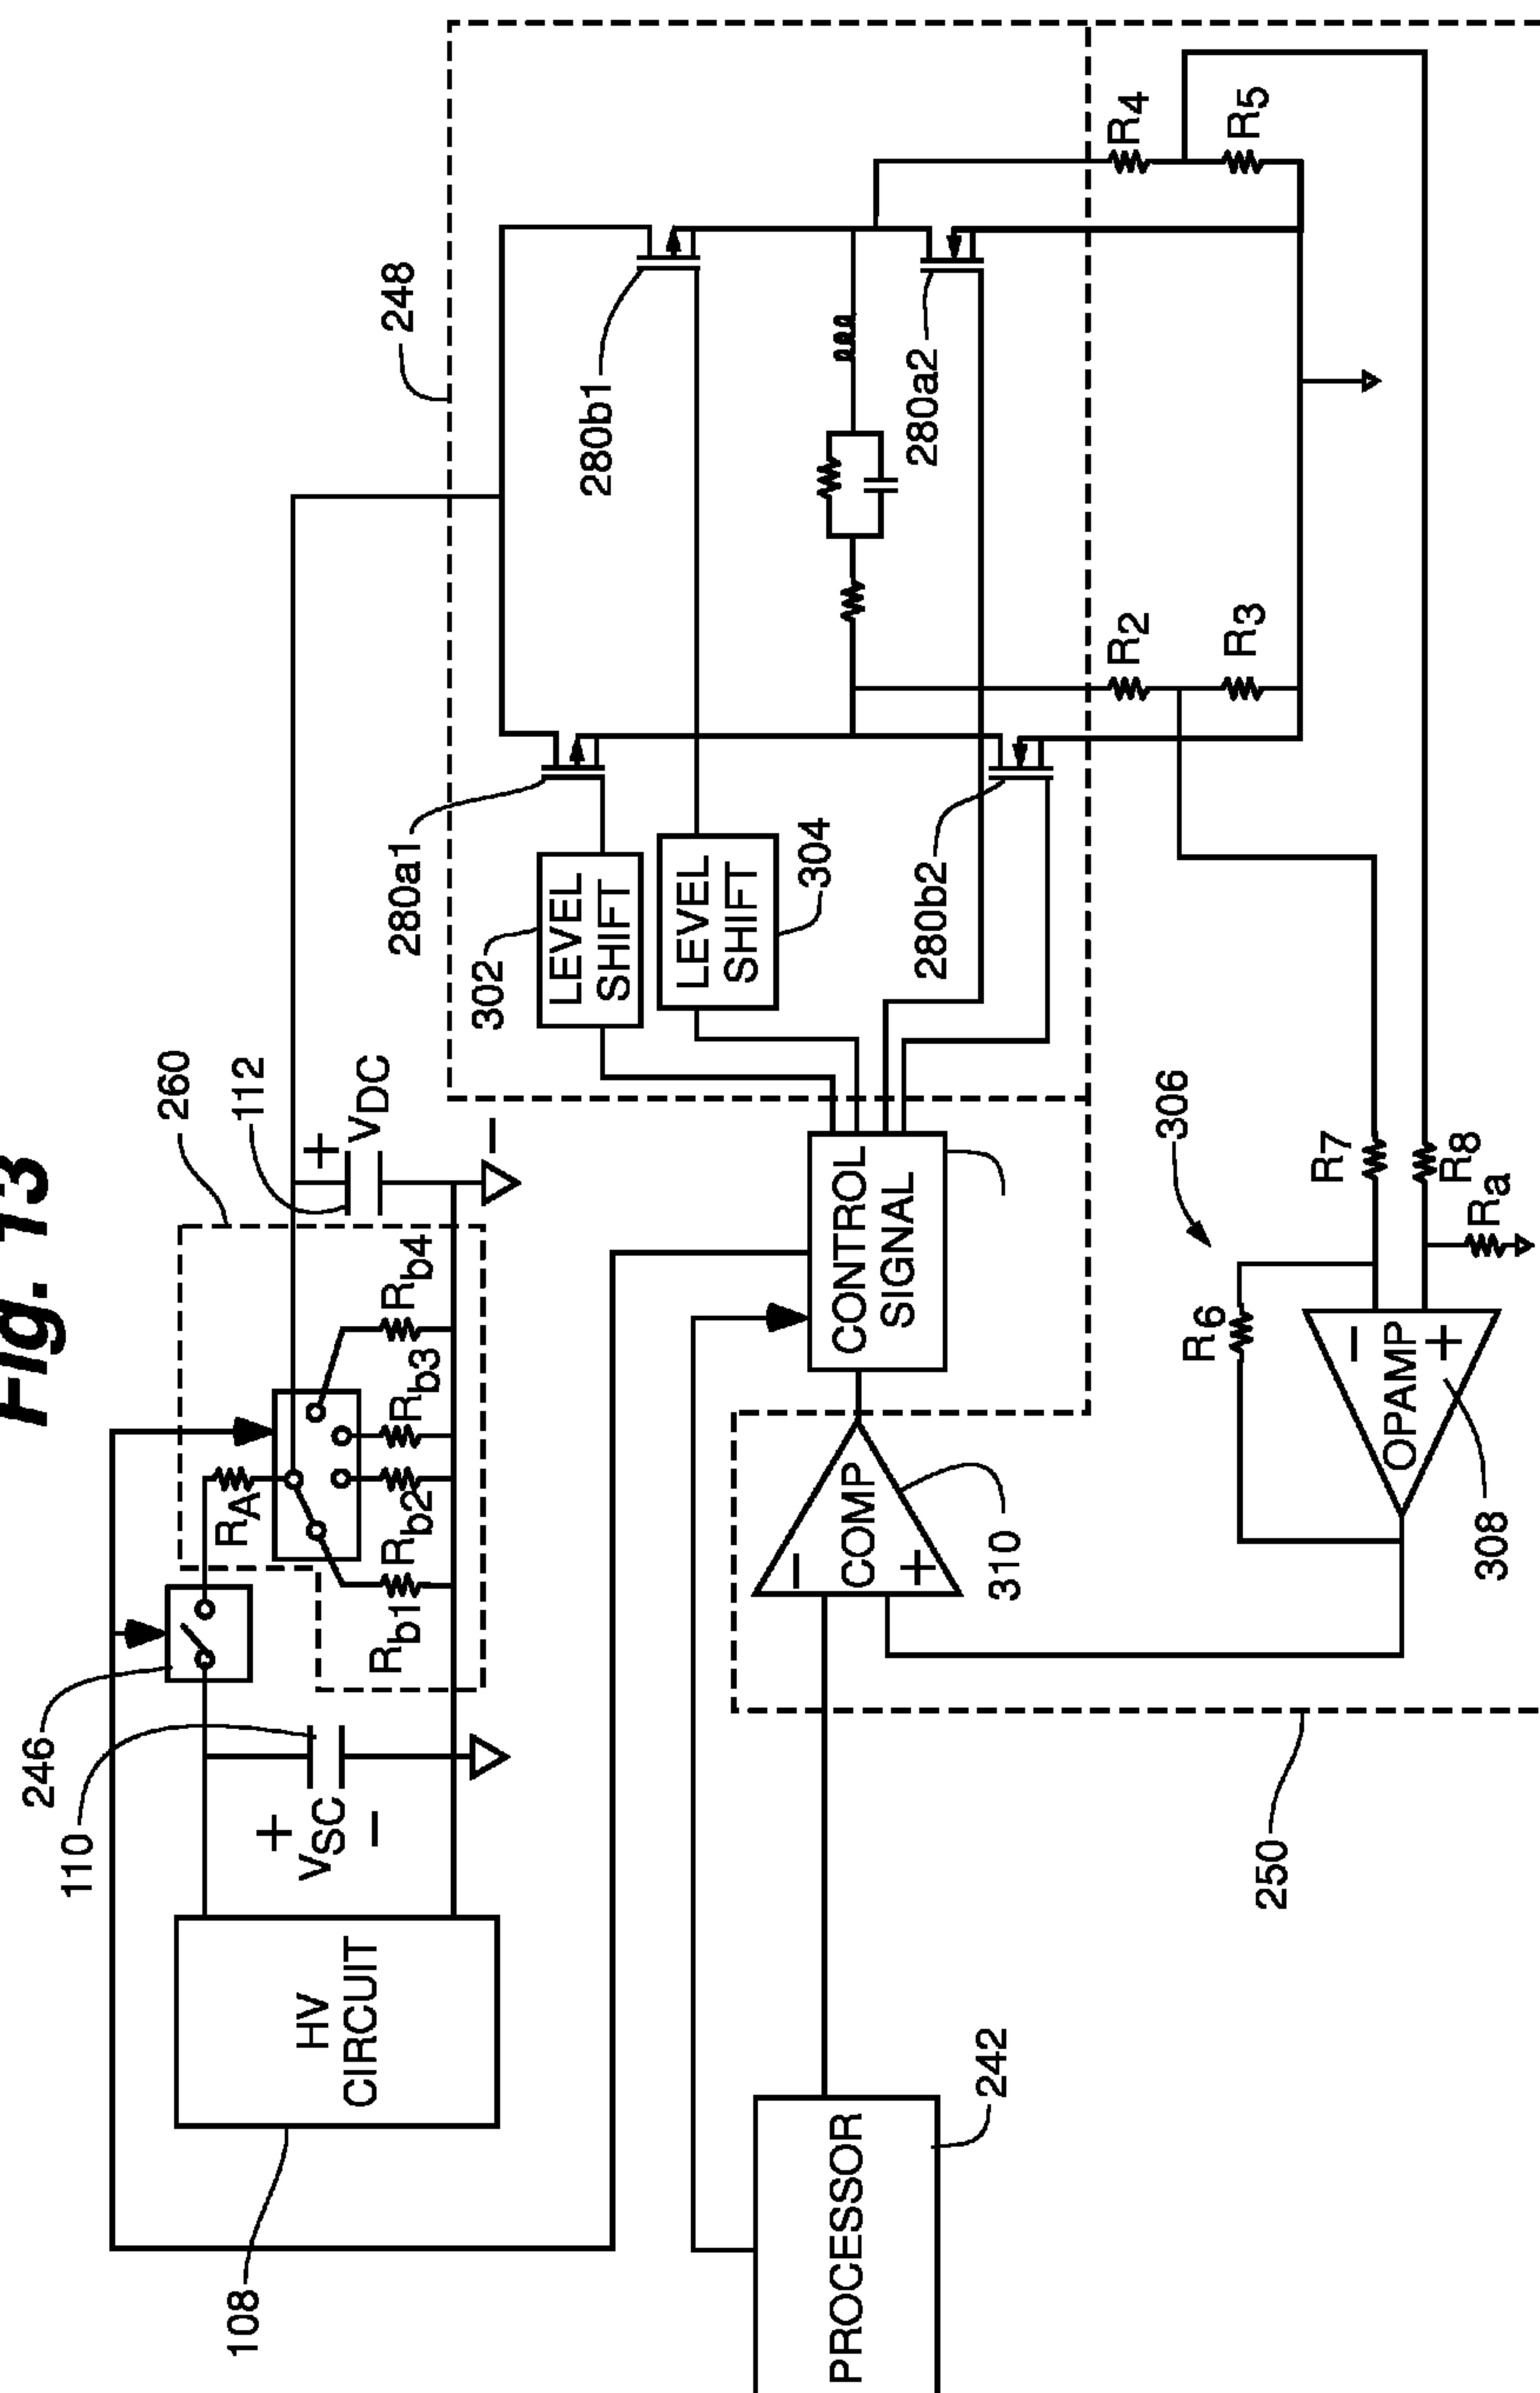 Fig. 13
108
HV
CIRCUIT
110
246
+
VSC
−
RA
Rb1
Rb2
Rb3
Rb4
260
112
+
VDC
−
248
280a1
280b1
302
LEVEL
SHIFT
LEVEL
SHIFT
304
280a2
280b2
PROCESSOR
242
−
COMP
+
310
CONTROL
SIGNAL
R2
R3
R4
R5
250
306
R6
R7
R8
Ra
−
OPAMP
+
308